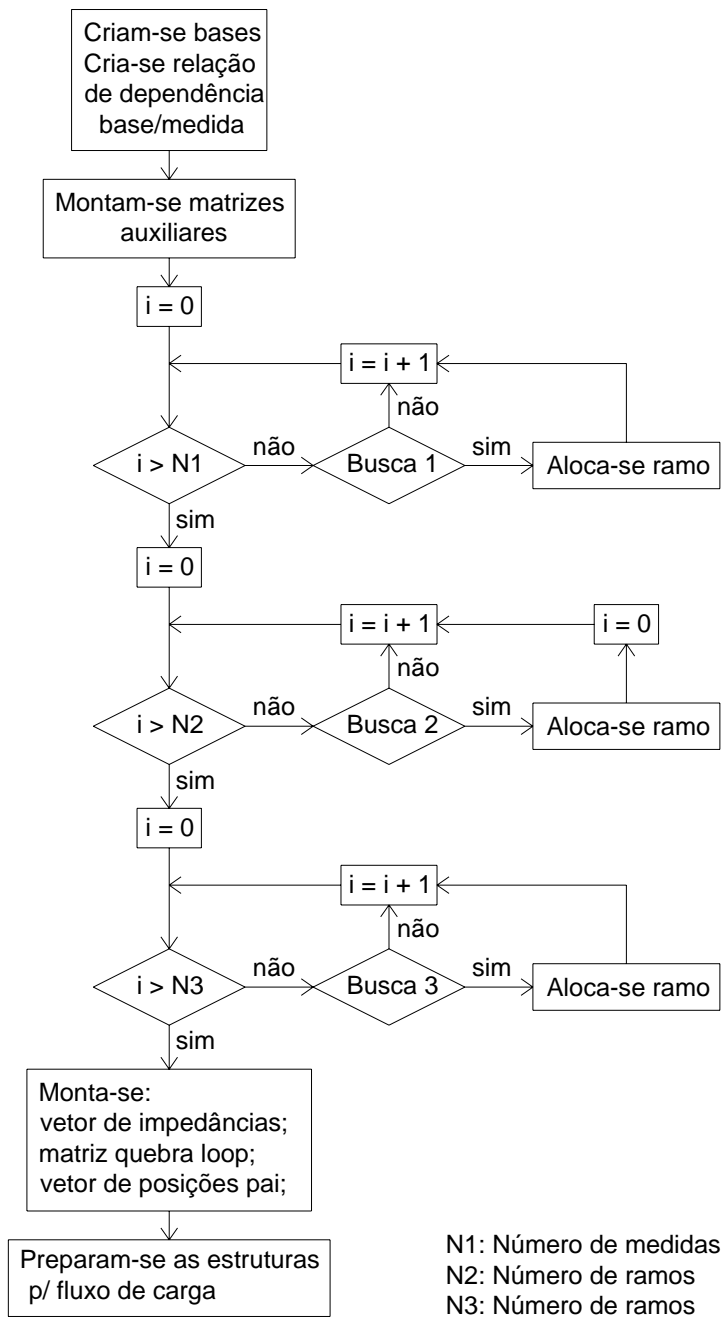 Criam-se bases
Cria-se relação
de dependência
base/medida
Montam-se matrizes
auxiliares
i = 0
i = i + 1
não
i > N1
não
Busca 1
sim
Aloca-se ramo
sim
i = 0
i = i + 1
i = 0
não
i > N2
não
Busca 2
sim
Aloca-se ramo
sim
i = 0
i = i + 1
não
i > N3
não
Busca 3
sim
Aloca-se ramo
sim
Monta-se:
vetor de impedâncias;
matriz quebra loop;
vetor de posições pai;
Preparam-se as estruturas
p/ fluxo de carga
N1: Número de medidas
N2: Número de ramos
N3: Número de ramos